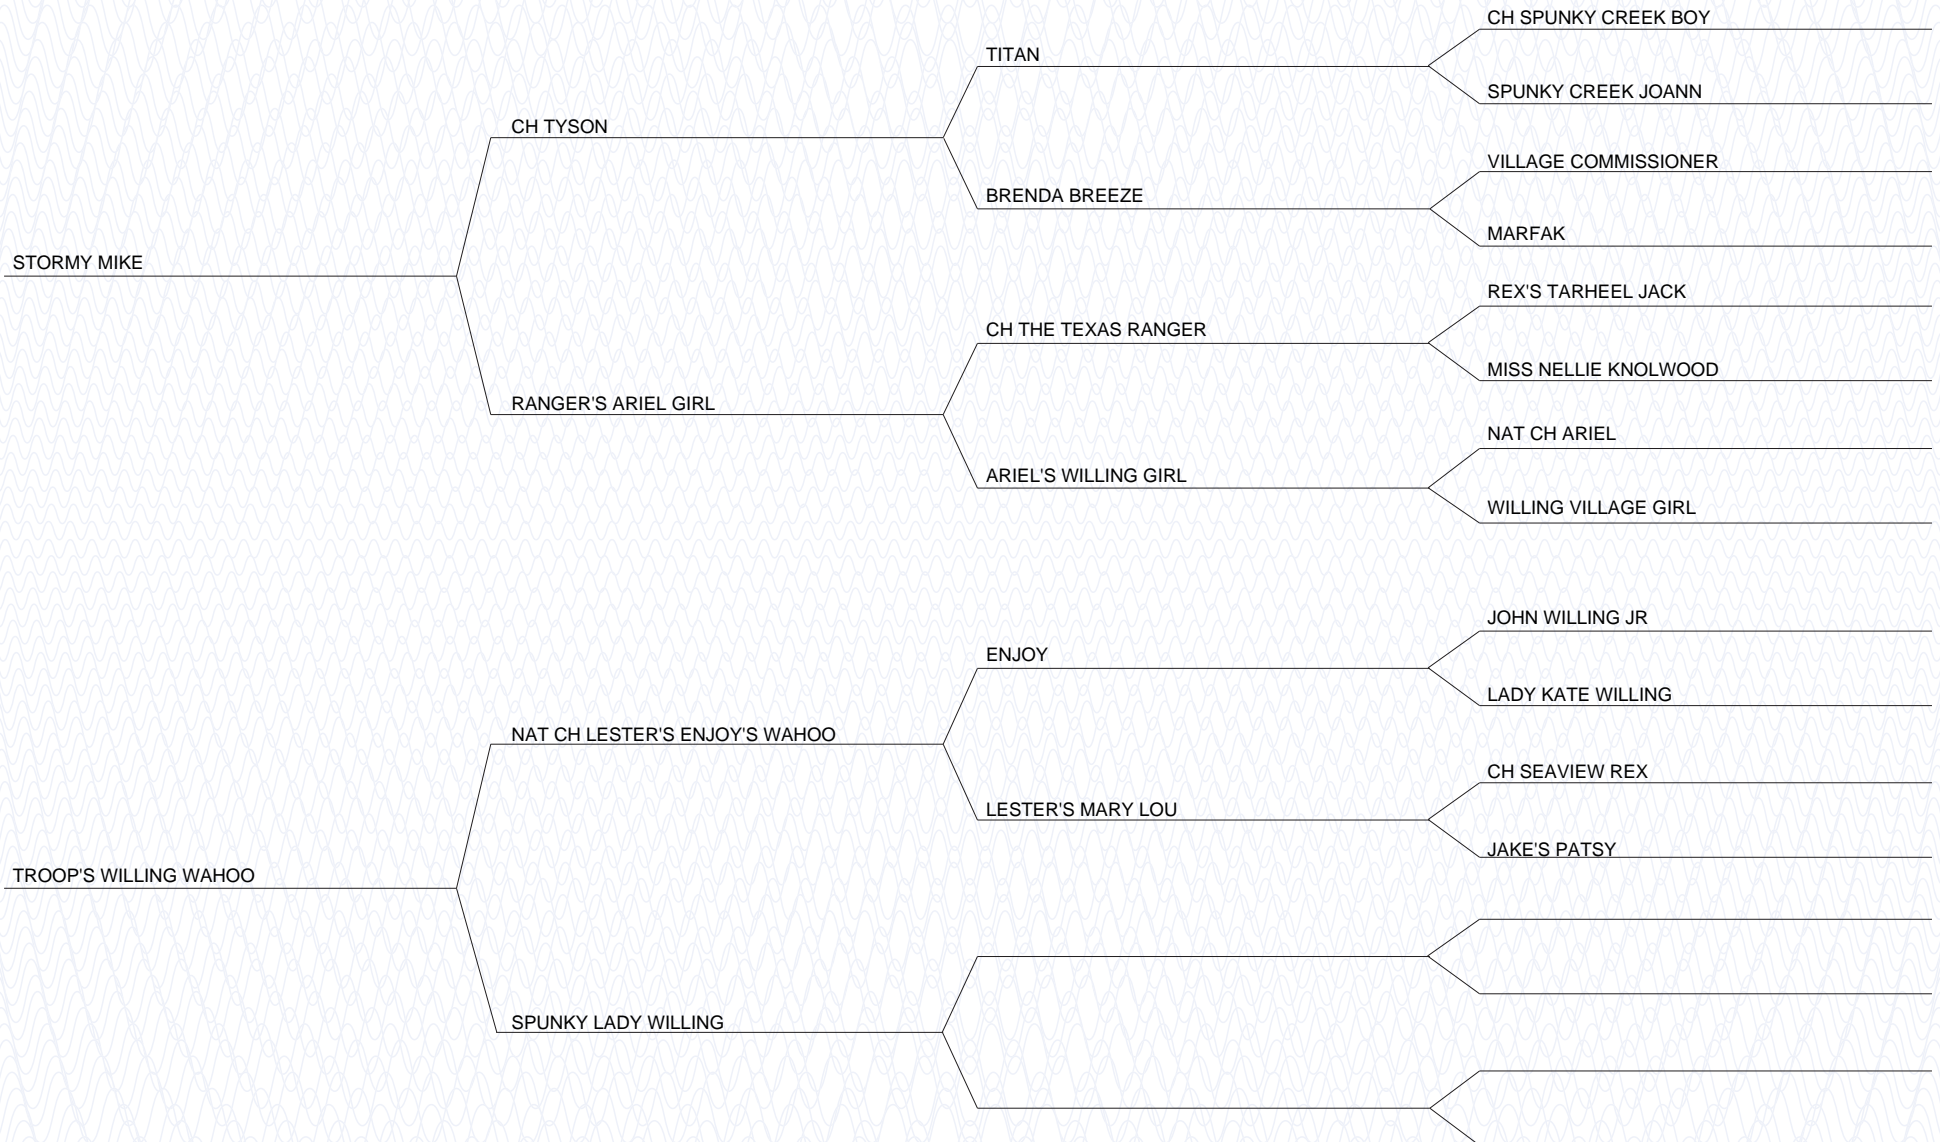 CH SPUNKY CREEK BOY
TITAN
SPUNKY CREEK JOANN
CH TYSON
VILLAGE COMMISSIONER
BRENDA BREEZE
MARFAK
STORMY MIKE
REX'S TARHEEL JACK
CH THE TEXAS RANGER
MISS NELLIE KNOLWOOD
RANGER'S ARIEL GIRL
NAT CH ARIEL
ARIEL'S WILLING GIRL
WILLING VILLAGE GIRL
JOHN WILLING JR
ENJOY
LADY KATE WILLING
NAT CH LESTER'S ENJOY'S WAHOO
CH SEAVIEW REX
LESTER'S MARY LOU
JAKE'S PATSY
TROOP'S WILLING WAHOO
SPUNKY LADY WILLING